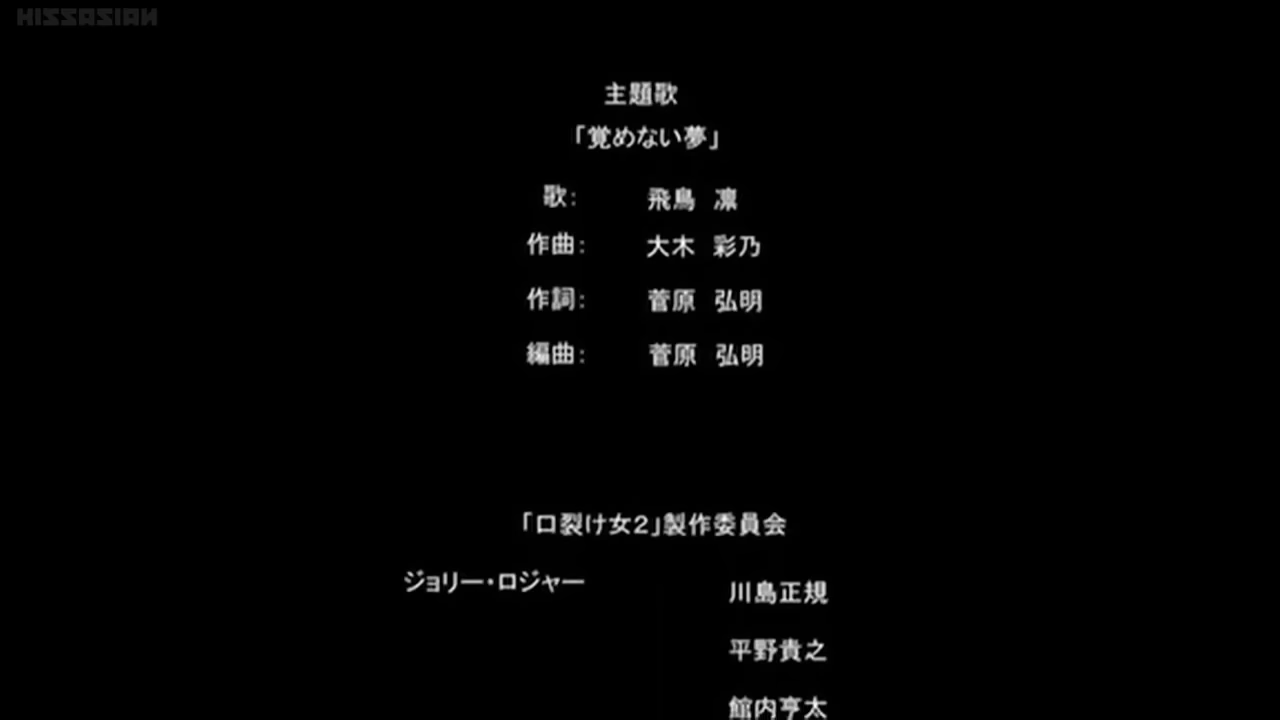 HISSASIAN
主題歌
「覚めない夢」
歌： 飛鳥 凛
作曲： 大木 彩乃
作詞： 菅原 弘明
編曲： 菅原 弘明
「口裂け女2」製作委員会
ジョリー・ロジャー 川島正規
平野貴之
館内亨太